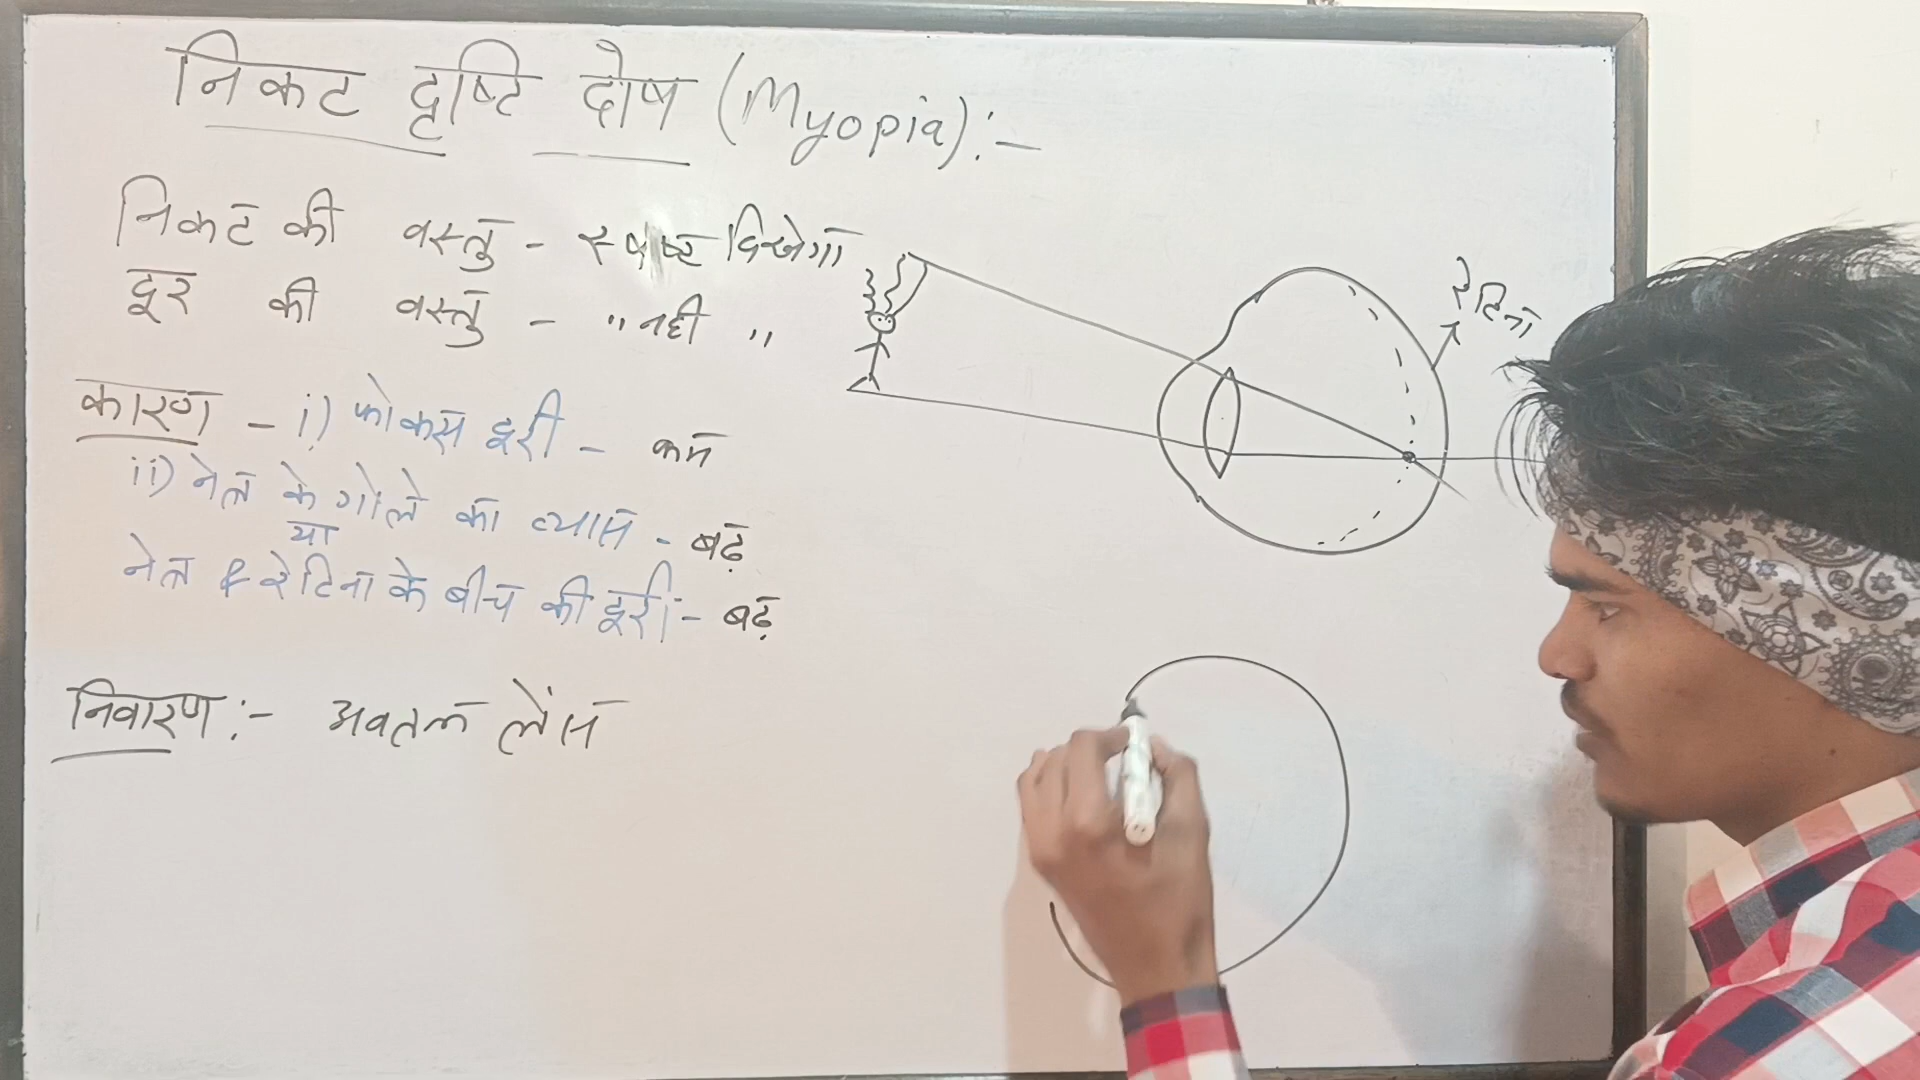 निकट दृष्टि दोष (Myopia):-
निकट की वस्तु - स्पष्ट दिखेगा
दूर की वस्तु - "नही "
कारण - i) फोकस दूरी - कम
ii) नेत्र के गोले का व्यास - बढ़
या
नेत्र & रेटिना के बीच की दूरी:- बढ़
निवारण:- अवतल लेंस
रेटिना